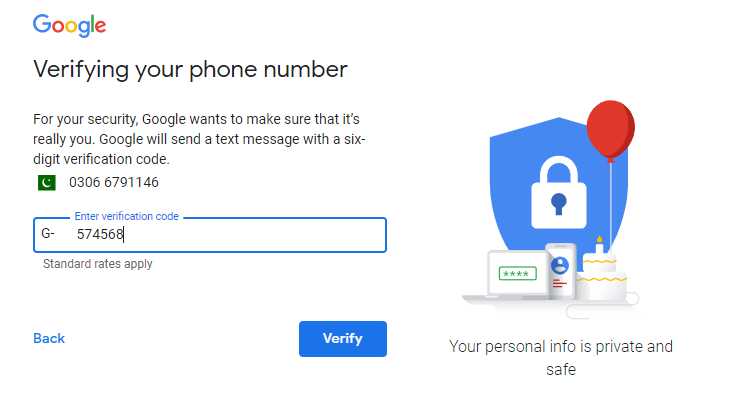 Google
Verifying your phone number
For your security, Google wants to make sure that it's
really you. Google will send a text message with a six-
digit verification code.
0306 6791146
Enter verification code
G- 574568
Standard rates apply
Back
Verify
****
Your personal info is private and
safe